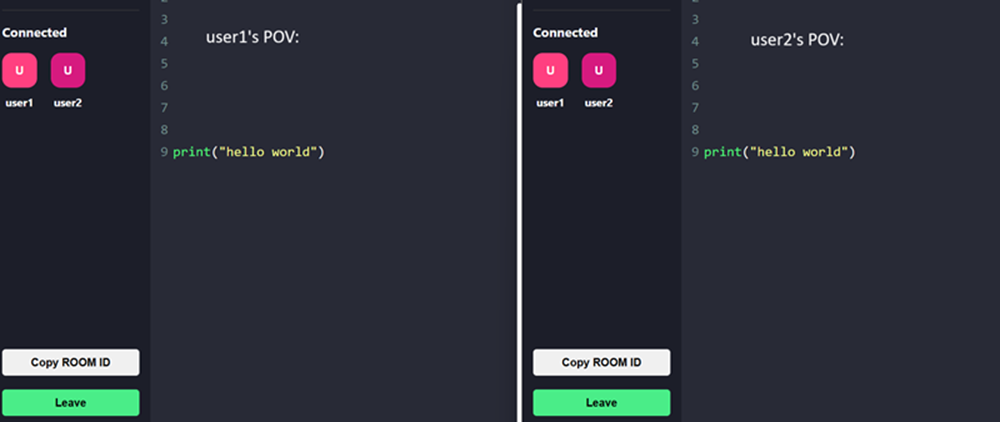 Connected
U U
user1 user2
Copy ROOM ID
Leave
3
4
5
6
7
8
9 print("hello world")
user1's POV:
Connected
U U
user1 user2
Copy ROOM ID
Leave
3
4
5
6
7
8
9 print("hello world")
user2's POV: